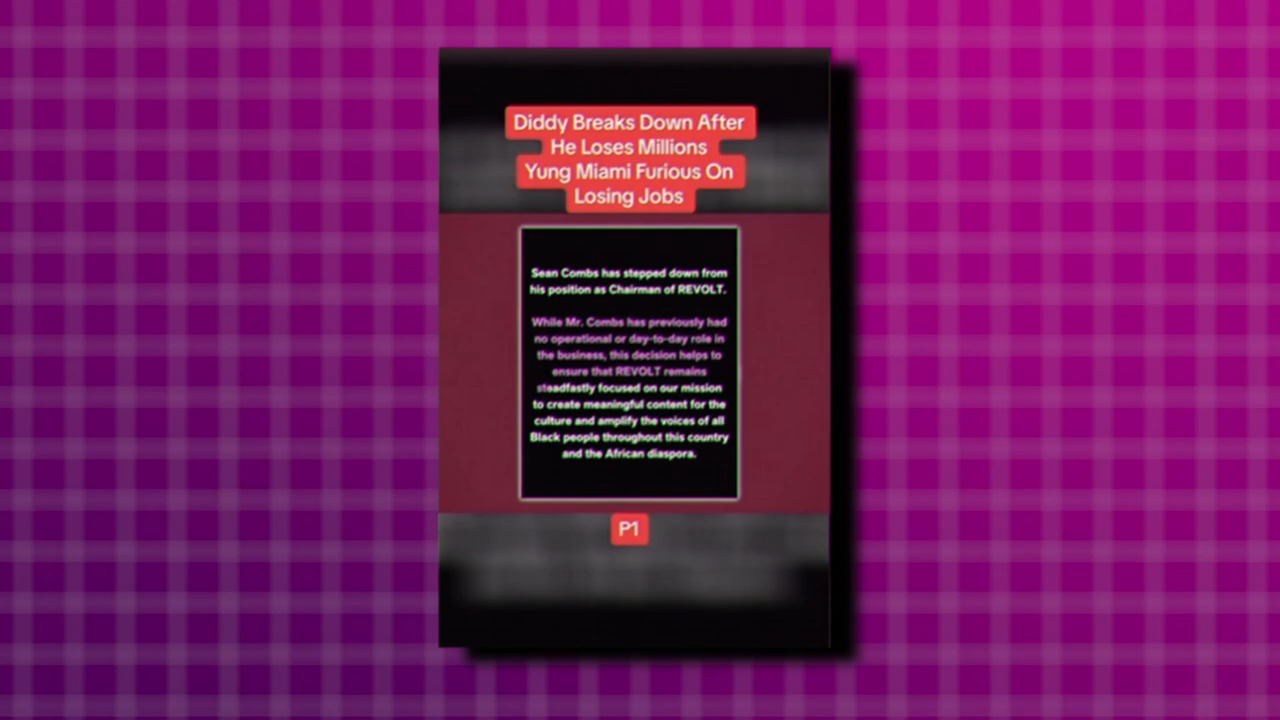 Diddy Breaks Down After
He Loses Millions
Yung Miami Furious On
Losing Jobs
Sean Combs has stepped down from
his position as Chairman of REVOLT.
While Mr. Combs has previously had
no operational or day-to-day role in
the business, this decision helps to
ensure that REVOLT remains
steadfastly focused on our mission
to create meaningful content for the
culture and amplify the voices of all
Black people throughout this country
and the African diaspora.
P1